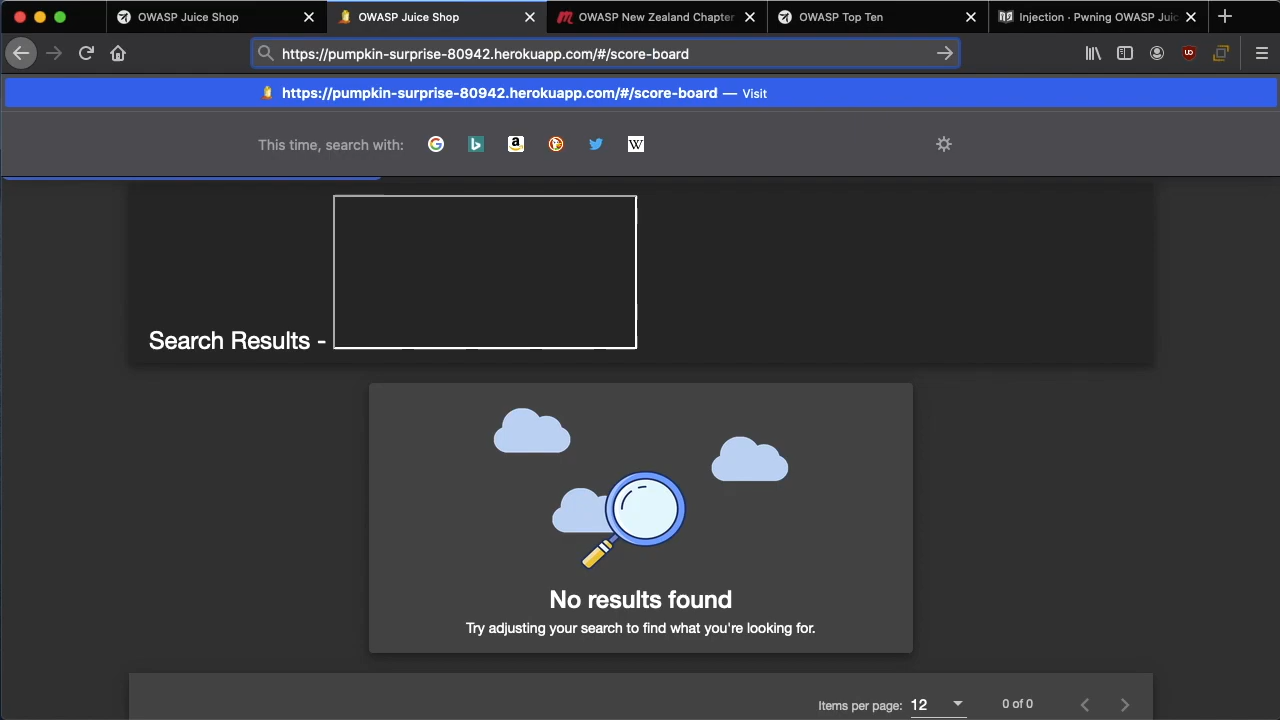 OWASP Juice Shop
OWASP Juice Shop
OWASP New Zealand Chapter
OWASP Top Ten
Injection · Pwning OWASP Juic
https://pumpkin-surprise-80942.herokuapp.com/#/score-board
https://pumpkin-surprise-80942.herokuapp.com/#/score-board — Visit
This time, search with:
Search Results -
No results found
Try adjusting your search to find what you're looking for.
Items per page: 12
0 of 0